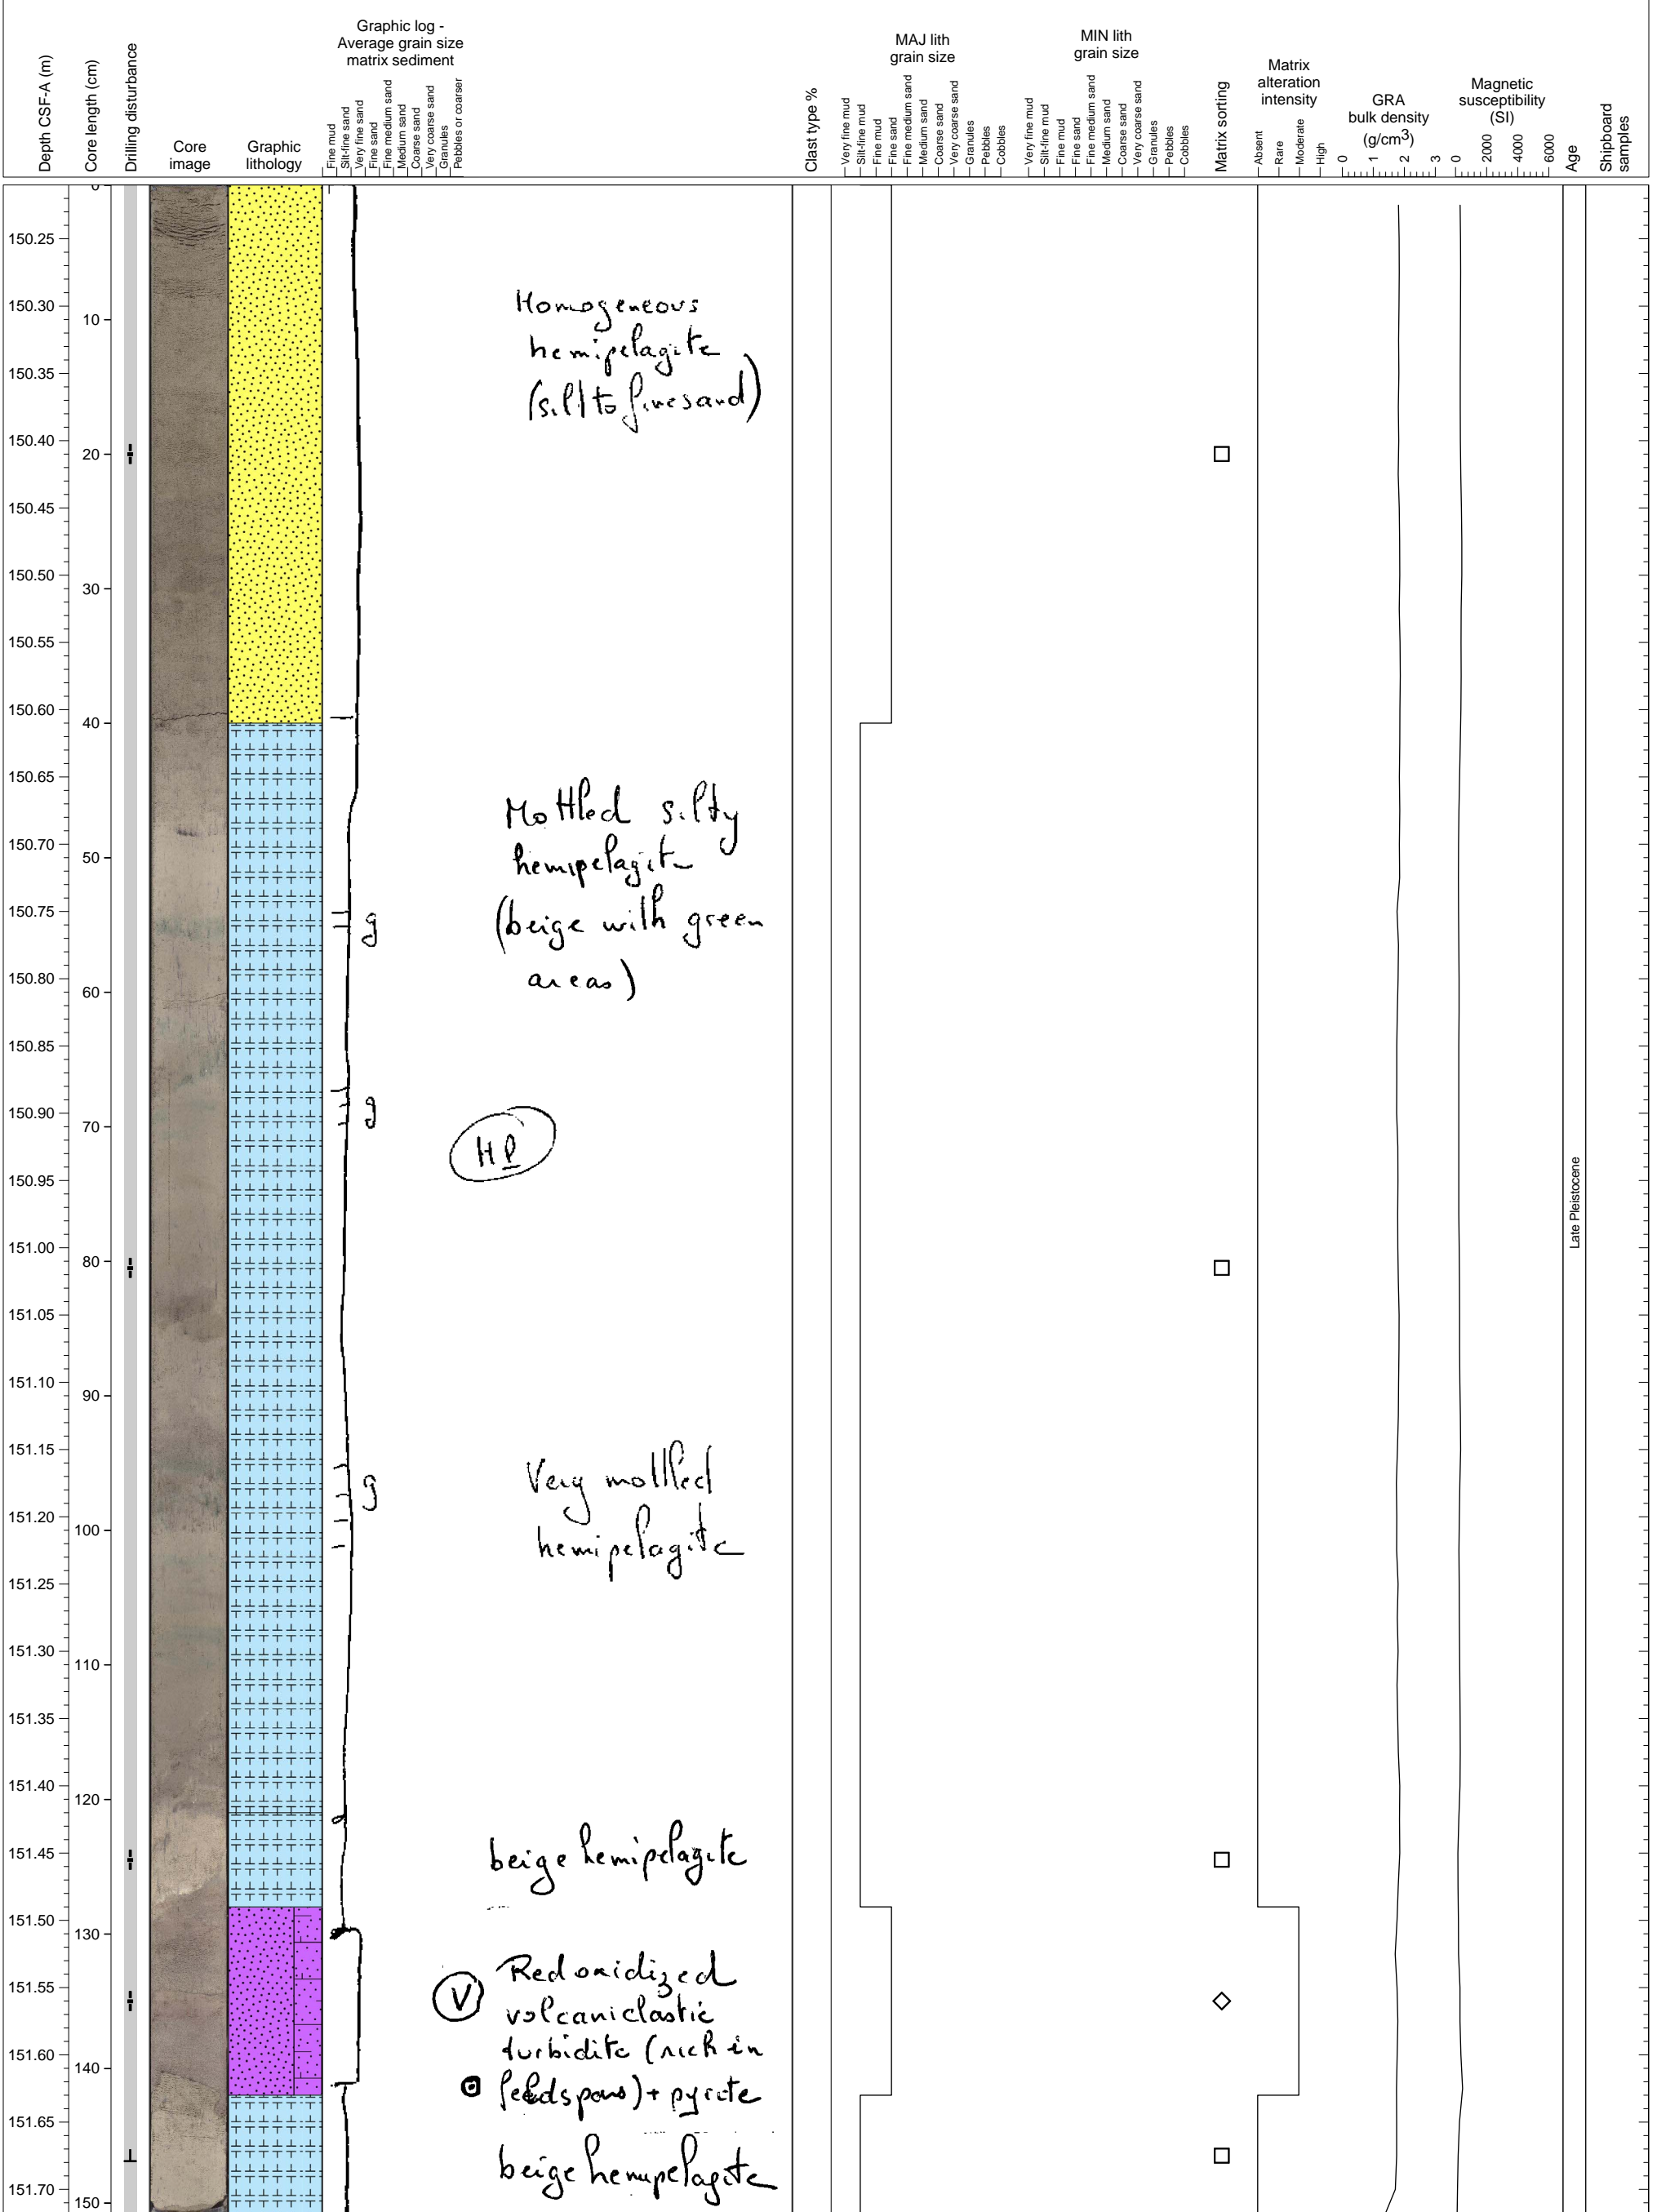 Depth CSF-A (m)
Core length (cm)
Drilling disturbance
Core
image
Graphic
lithology
Graphic log -
Average grain size
matrix sediment
Fine mud
Silt-fine sand
Very fine sand
Fine sand
Fine medium sand
Medium sand
Coarse sand
Very coarse sand
Granules
Pebbles or coarser
Clast type %
MAJ lith
grain size
Very fine mud
Silt-fine mud
Fine mud
Fine sand
Fine medium sand
Medium sand
Coarse sand
Very coarse sand
Granules
Pebbles
Cobbles
MIN lith
grain size
Very fine mud
Silt-fine mud
Fine mud
Fine sand
Fine medium sand
Medium sand
Coarse sand
Very coarse sand
Granules
Pebbles
Cobbles
Matrix sorting
Matrix
alteration
intensity
Absent
Rare
Moderate
High
GRA
bulk density
(g/cm3)
0 1 2 3
Magnetic
susceptibility
(SI)
0 2000 4000 6000
Age
Shipboard
samples
0
150.25
150.30
10
150.35
150.40
20
150.45
150.50
30
150.55
150.60
40
150.65
150.70
50
150.75
150.80
60
150.85
150.90
70
150.95
151.00
80
151.05
151.10
90
151.15
151.20
100
151.25
151.30
110
151.35
151.40
120
151.45
151.50
130
151.55
151.60
140
151.65
151.70
150
Homogeneous
hemipelagite
(silt to fine sand)
Mottled silty
hemipelagite
(beige with green
areas)
g
g
HP
g
Very mottled
hemipelagite
beige hemipelagite
V
Red oxidized
volcaniclastic
turbidite (rich in
feldspars) + pyrite
beige hemipelagite
Late Pleistocene